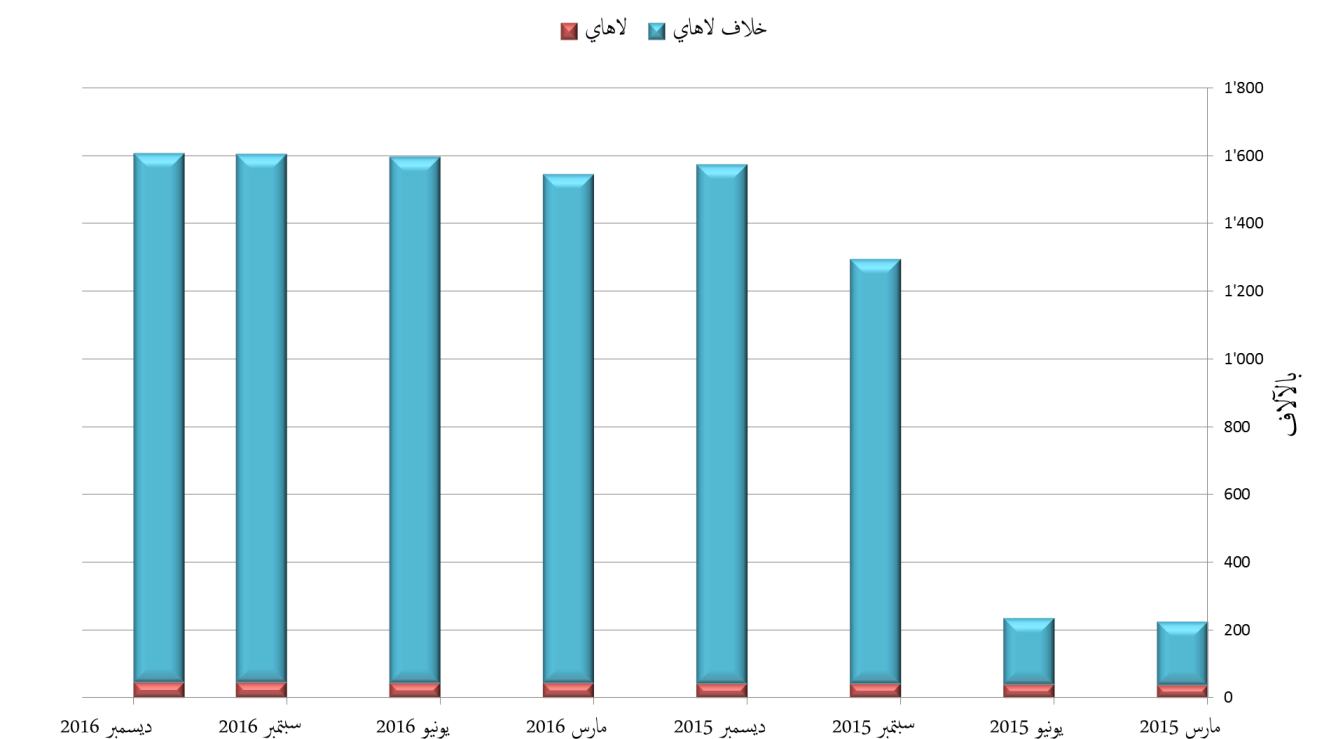 خلاف لاهاي
لاهاي
1'800
1'600
1'400
1'200
1'000
800
600
400
200
0
بالآلاف
مارس 2015
يونيو 2015
سبتمبر 2015
ديسمبر 2015
مارس 2016
يونيو 2016
سبتمبر 2016
ديسمبر 2016